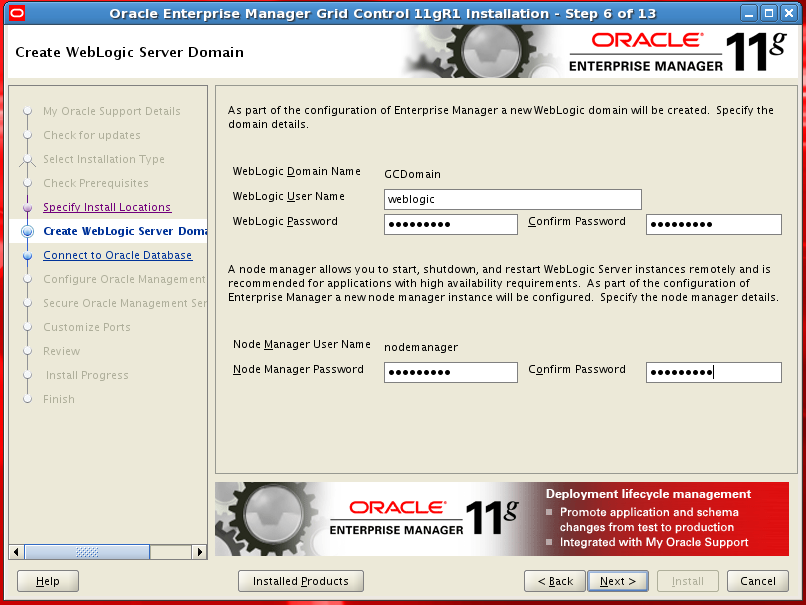 Oracle Enterprise Manager Grid Control 11gR1 Installation - Step 6 of 13
Create WebLogic Server Domain
ORACLE
ENTERPRISE MANAGER 11g
My Oracle Support Details
Check for updates
Select Installation Type
Check Prerequisites
Specify Install Locations
Create WebLogic Server Doma
Connect to Oracle Database
Configure Oracle Management
Secure Oracle Management Ser
Customize Ports
Review
Install Progress
Finish
As part of the configuration of Enterprise Manager a new WebLogic domain will be created. Specify the
domain details.
WebLogic Domain Name GCDomain
WebLogic User Name weblogic
WebLogic Password ●●●●●●●●● Confirm Password ●●●●●●●●●
A node manager allows you to start, shutdown, and restart WebLogic Server instances remotely and is
recommended for applications with high availability requirements. As part of the configuration of
Enterprise Manager a new node manager instance will be configured. Specify the node manager details.
Node Manager User Name nodemanager
Node Manager Password ●●●●●●●●● Confirm Password ●●●●●●●●●
ORACLE
ENTERPRISE MANAGER 11g
Deployment lifecycle management
Promote application and schema
changes from test to production
Integrated with My Oracle Support
Help Installed Products < Back Next > Install Cancel